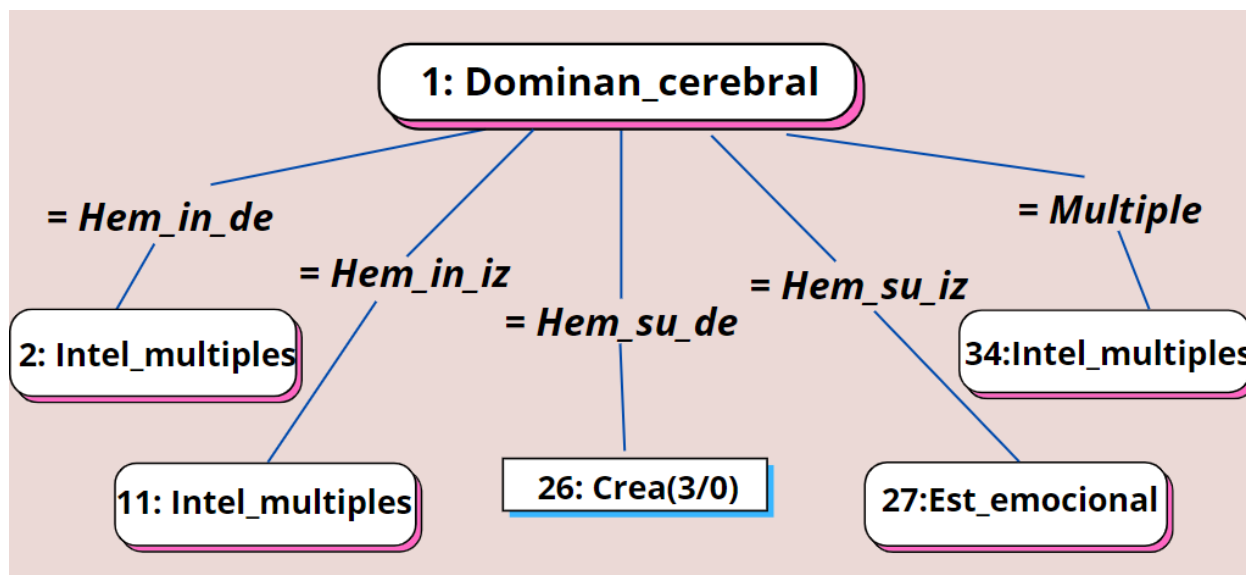 1: Dominan_cerebral
= Hem_in_de
= Multiple
= Hem_in_iz
= Hem_su_iz
= Hem_su_de
2: Intel_multiples
34:Intel_multiples
11: Intel_multiples
26: Crea(3/0)
27:Est_emocional